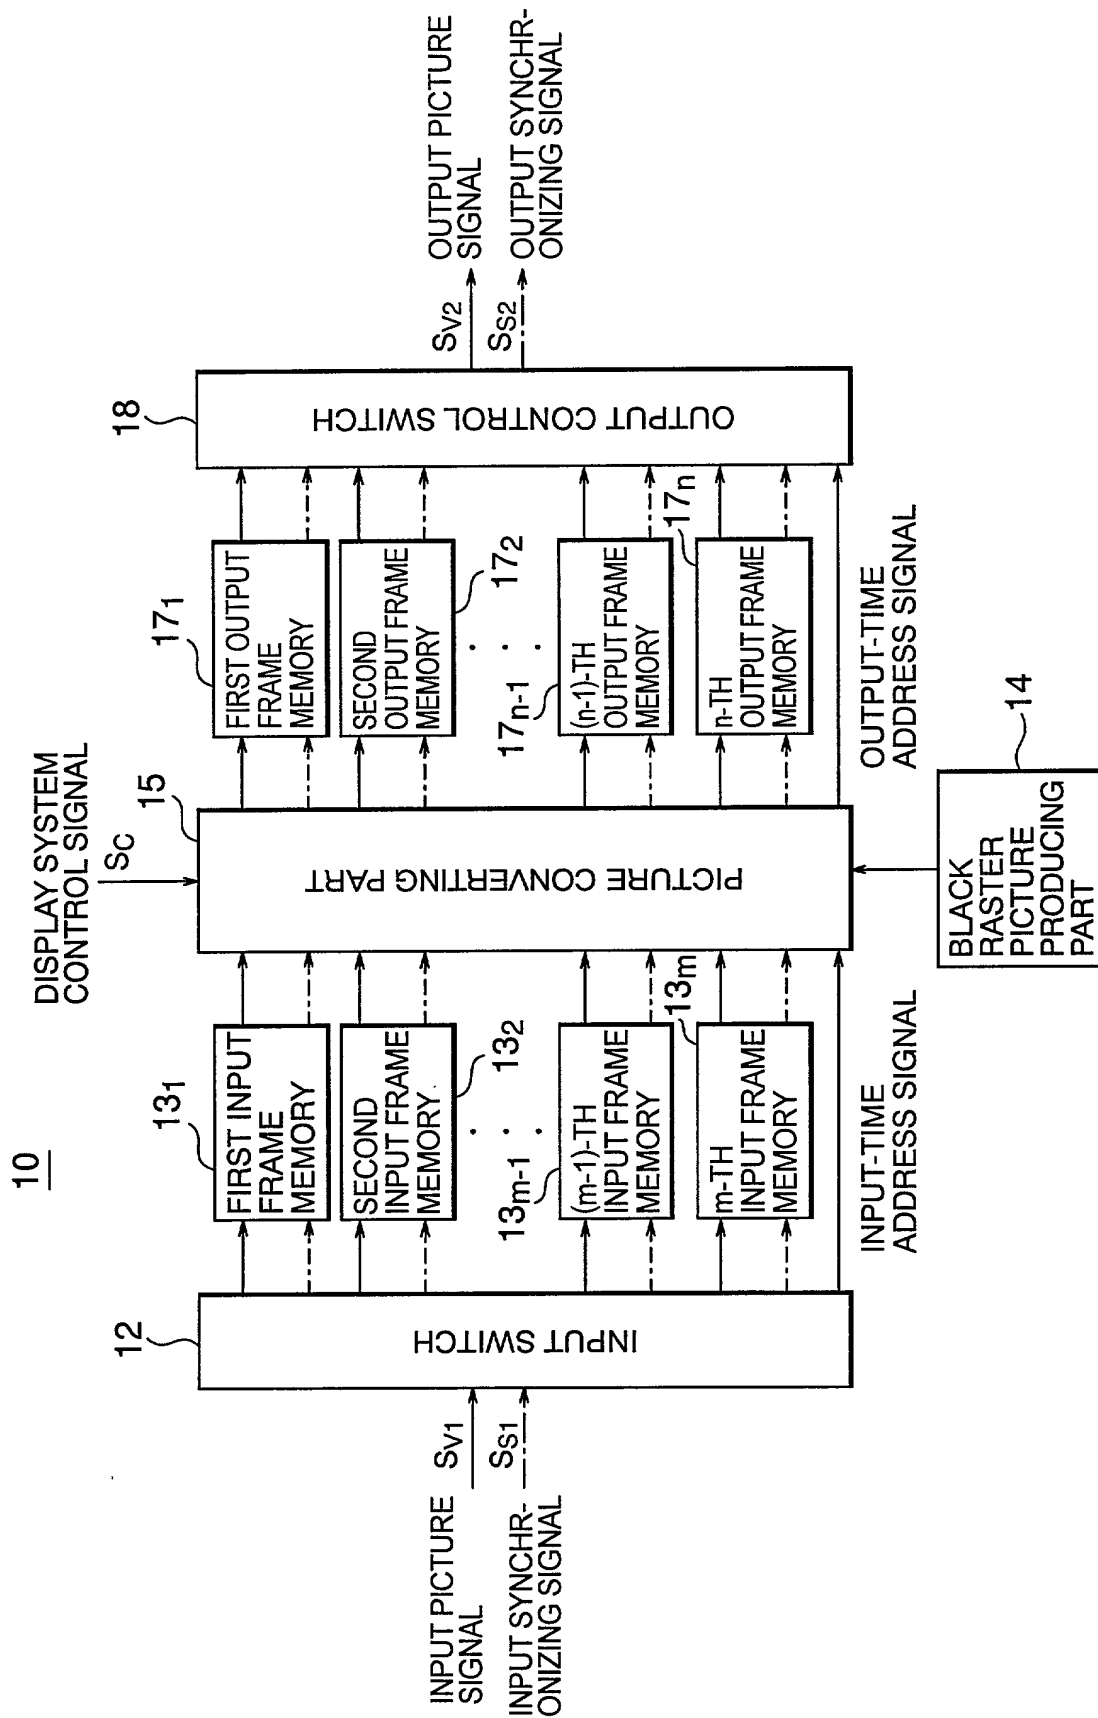 10
DISPLAY SYSTEM
CONTROL SIGNAL
SC
INPUT PICTURE
SIGNAL
SV1
INPUT SYNCHR-
ONIZING SIGNAL
SS1
12
INPUT SWITCH
131
FIRST INPUT
FRAME
MEMORY
SECOND
INPUT FRAME
MEMORY
132
13m-1
(m-1)-TH
INPUT FRAME
MEMORY
13m
m-TH
INPUT FRAME
MEMORY
INPUT-TIME
ADDRESS SIGNAL
15
PICTURE CONVERTING PART
14
BLACK
RASTER
PICTURE
PRODUCING
PART
171
FIRST OUTPUT
FRAME
MEMORY
SECOND
OUTPUT FRAME
MEMORY
172
17n-1
(n-1)-TH
OUTPUT FRAME
MEMORY
17n
n-TH
OUTPUT FRAME
MEMORY
OUTPUT-TIME
ADDRESS SIGNAL
18
OUTPUT CONTROL SWITCH
SV2
OUTPUT PICTURE
SIGNAL
SS2
OUTPUT SYNCHR-
ONIZING SIGNAL